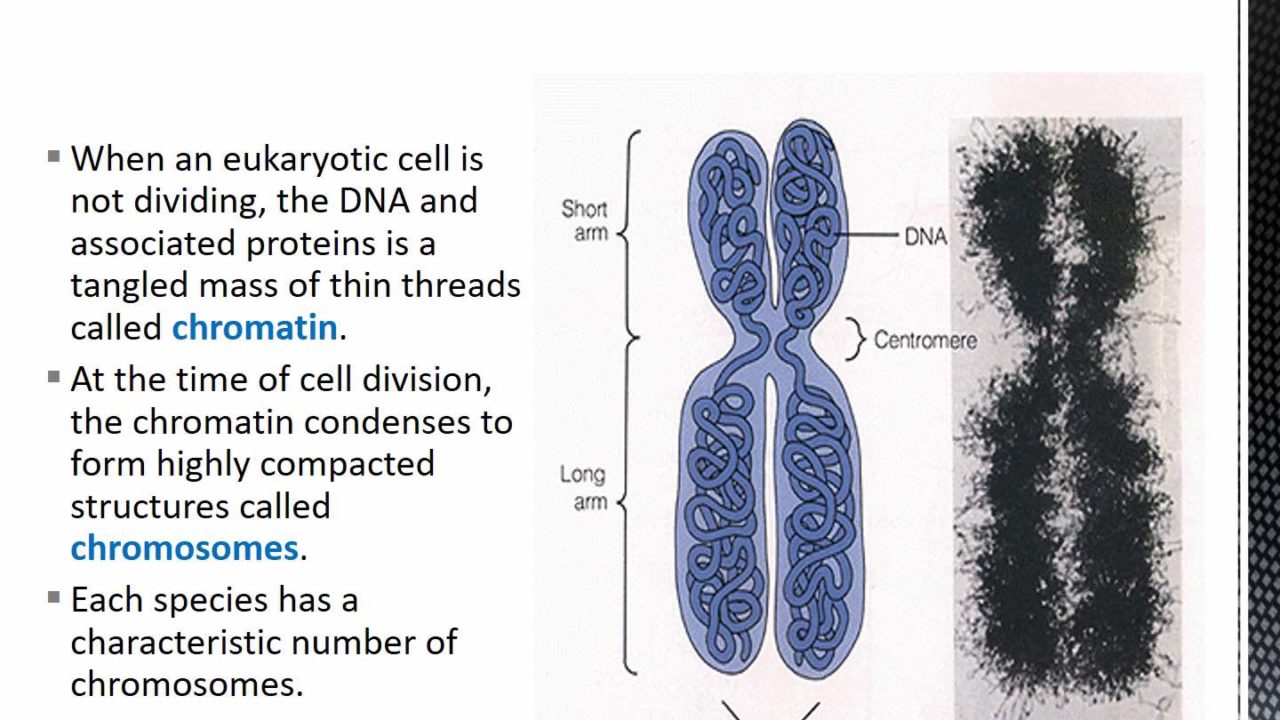 ▪ When an eukaryotic cell is
not dividing, the DNA and
associated proteins is a
tangled mass of thin threads
called chromatin.
▪ At the time of cell division,
the chromatin condenses to
form highly compacted
structures called
chromosomes.
▪ Each species has a
characteristic number of
chromosomes.
Short
arm
DNA
Centromere
Long
arm